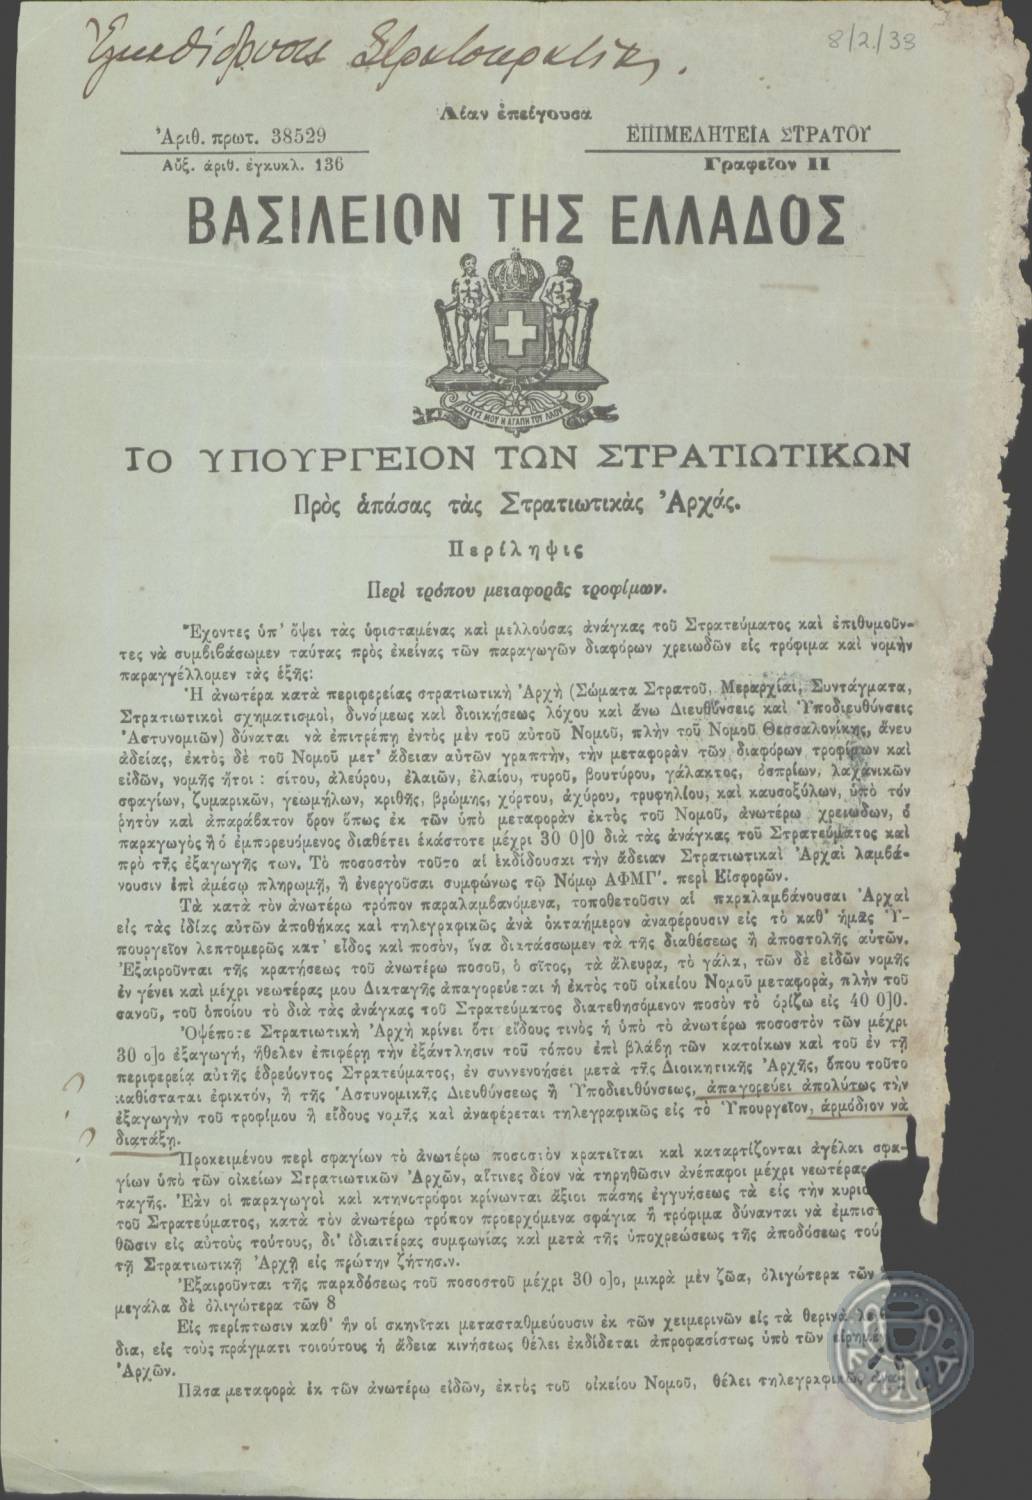 Ἐγκαθίδρυσις Στρατοκρατίας.
8/2./33
Λίαν ἐπείγουσα
Ἀριθ. πρωτ. 38529
ΕΠΙΜΕΛΗΤΕΙΑ ΣΤΡΑΤΟΥ
Αὔξ. ἀριθ. ἐγκυκλ. 136
Γραφεῖον ΙΙ
ΒΑΣΙΛΕΙΟΝ ΤΗΣ ΕΛΛΑΔΟΣ
ΙΣΧΥΣ ΜΟΥ Η ΑΓΑΠΗ ΤΟΥ ΛΑΟΥ
ΤΟ ΥΠΟΥΡΓΕΙΟΝ ΤΩΝ ΣΤΡΑΤΙΩΤΙΚΩΝ
Πρὸς ἁπάσας τὰς Στρατιωτικὰς Ἀρχάς.
Περίληψις
Περὶ τρόπου μεταφορᾶς τροφίμων.
Ἔχοντες ὑπ' ὄψει τὰς ὑφισταμένας καὶ μελλούσας ἀνάγκας τοῦ Στρατεύματος καὶ ἐπιθυμοῦν-
τες νὰ συμβιβάσωμεν ταύτας πρὸς ἐκείνας τῶν παραγωγῶν διαφόρων χρειωδῶν εἰς τρόφιμα καὶ νομὴν
παραγγέλλομεν τὰς ἑξῆς:
Ἡ ἀνωτέρα κατὰ περιφερείας στρατιωτικὴ Ἀρχὴ (Σώματα Στρατοῦ, Μεραρχίαι, Συντάγματα,
Στρατιωτικοὶ σχηματισμοί, δυνάμεως καὶ διοικήσεως λόχου καὶ ἄνω Διευθύνσεις καὶ Ὑποδιευθύνσεις
Ἀστυνομιῶν) δύναται νὰ ἐπιτρέπῃ ἐντὸς μὲν τοῦ αὐτοῦ Νομοῦ, πλὴν τοῦ Νομοῦ Θεσσαλονίκης, ἄνευ
ἀδείας, ἐκτὸς δὲ τοῦ Νομοῦ μετ' ἄδειαν αὐτῶν γραπτήν, τὴν μεταφορὰν τῶν διαφόρων τροφίμων καὶ
εἰδῶν, νομῆς ἤτοι : σίτου, ἀλεύρου, ἐλαιῶν, ἐλαίου, τυροῦ, βουτύρου, γάλακτος, ὀσπρίων, λαχανικῶν
σφαγίων, ζυμαρικῶν, γεωμήλων, κριθῆς, βρώμης, χόρτου, ἀχύρου, τρυφηλίου, καὶ καυσοξύλων, ὑπὸ τὸν
ῥητὸν καὶ ἀπαράβατον ὅρον ὅπως ἐκ τῶν ὑπὸ μεταφορὰν ἐκτὸς τοῦ Νομοῦ, ἀνωτέρω χρειωδων, ὁ
παραγωγὸς ἢ ὁ ἐμπορευόμενος διαθέτει ἑκάστοτε μέχρι 30 0)0 διὰ τὰς ἀνάγκας τοῦ Στρατεύματος καὶ
πρὸ τῆς ἐξαγωγῆς των. Τὸ ποσοστὸν τοῦτο αἱ ἐκδίδουσαι τὴν ἄδειαν Στρατιωτικαὶ Ἀρχαὶ λαμβά-
νουσιν ἐπὶ ἀμέσῳ πληρωμῇ, ἢ ἐνεργοῦσαι συμφώνως τῷ Νόμῳ ΑΦΜΓ'. περὶ Εἰσφορῶν.
Τὰ κατὰ τὸν ἀνωτέρω τρόπον παραλαμβανόμενα, τοποθετοῦσιν αἱ παραλαμβάνουσαι Ἀρχαὶ
εἰς τὰς ἰδίας αὐτῶν ἀποθήκας καὶ τηλεγραφικῶς ἀνὰ ὀκταήμερον ἀναφέρουσιν εἰς τὸ καθ' ἡμᾶς Ὑ-
πουργεῖον λεπτομερῶς κατ' εἶδος καὶ ποσόν, ἵνα διατάσσωμεν τὰ τῆς διαθέσεως ἢ ἀποστολῆς αὐτῶν.
Ἐξαιροῦνται τῆς κρατήσεως τοῦ ἀνωτέρω ποσοῦ, ὁ σῖτος, τὰ ἄλευρα, τὸ γάλα, τῶν δὲ εἰδῶν νομῆς
ἐν γένει καὶ μέχρι νεωτέρας μου Διαταγῆς ἀπαγορεύεται ἡ ἐκτὸς τοῦ οἰκείου Νομοῦ μεταφορά, πλὴν τοῦ
σανοῦ, τοῦ ὁποίου τὸ διὰ τὰς ἀνάγκας τοῦ Στρατεύματος διατεθησόμενον ποσὸν τὸ ὁρίζω εἰς 40 0)0.
Ὁψέποτε Στρατιωτικὴ Ἀρχὴ κρίνει ὅτι εἴδους τινὸς ἡ ὑπὸ τὸ ἀνωτέρω ποσοστὸν τῶν μέχρι
30 ο)ο ἐξαγωγή, ἤθελεν ἐπιφέρῃ τὴν ἐξάντλησιν τοῦ τόπου ἐπὶ βλάβῃ τῶν κατοίκων καὶ τοῦ ἐν τῇ
περιφερείᾳ αὐτῆς ἑδρεύοντος Στρατεύματος, ἐν συννενοήσει μετὰ τῆς Διοικητικῆς Ἀρχῆς, ὅπου τοῦτο
καθίσταται ἐφικτόν, ἢ τῆς Ἀστυνομικῆς Διευθύνσεως ἢ Ὑποδιευθύνσεως, ἀπαγορεύει ἀπολύτως τὴν
ἐξαγωγὴν τοῦ τροφίμου ἢ εἴδους νομῆς καὶ ἀναφέρεται τηλεγραφικῶς εἰς τὸ Ὑπουργεῖον, ἁρμόδιον νὰ
διατάξῃ.
Προκειμένου περὶ σφαγίων τὸ ἀνωτέρω ποσοστὸν κρατεῖται καὶ καταρτίζονται ἀγέλαι σφα-
γίων ὑπὸ τῶν οἰκείων Στρατιωτικῶν Ἀρχῶν, αἵτινες δέον νὰ τηρηθῶσιν ἀνέπαφοι μέχρι νεωτέρας
ταγῆς. Ἐὰν οἱ παραγωγοὶ καὶ κτηνοτρόφοι κρίνωνται ἄξιοι πάσης ἐγγυήσεως τὰ εἰς τὴν κυριο
τοῦ Στρατεύματος, κατὰ τὸν ἀνωτέρω τρόπον προερχόμενα σφάγια ἢ τρόφιμα δύνανται νὰ ἐμπιστ
θῶσιν εἰς αὐτοὺς τούτους, δι' ἰδιαιτέρας συμφωνίας καὶ μετὰ τῆς ὑποχρεώσεως τῆς ἀποδόσεως τού
τῇ Στρατιωτικῇ Ἀρχῇ εἰς πρώτην ζήτησιν.
Ἐξαιροῦνται τῆς παραδόσεως τοῦ ποσοστοῦ μέχρι 30 ο)ο, μικρὰ μὲν ζῶα, ὀλιγώτερα τῶν
μεγάλα δὲ ὀλιγώτερα τῶν 8
Εἰς περίπτωσιν καθ' ἣν οἱ σκηνῖται μετασταθμεύουσιν ἐκ τῶν χειμερινῶν εἰς τὰ θερινὰ λει
δια, εἰς τοὺς πράγματι τοιούτους ἡ ἄδεια κινήσεως θέλει ἐκδίδεται ἀπροφασίστως ὑπὸ τῶν εἰρημέ
Ἀρχῶν.
Πᾶσα μεταφορὰ ἐκ τῶν ἀνωτέρω εἰδῶν, ἐκτὸς τοῦ οἰκείου Νομοῦ, θέλει τηλεγραφικῶς ἀνα-